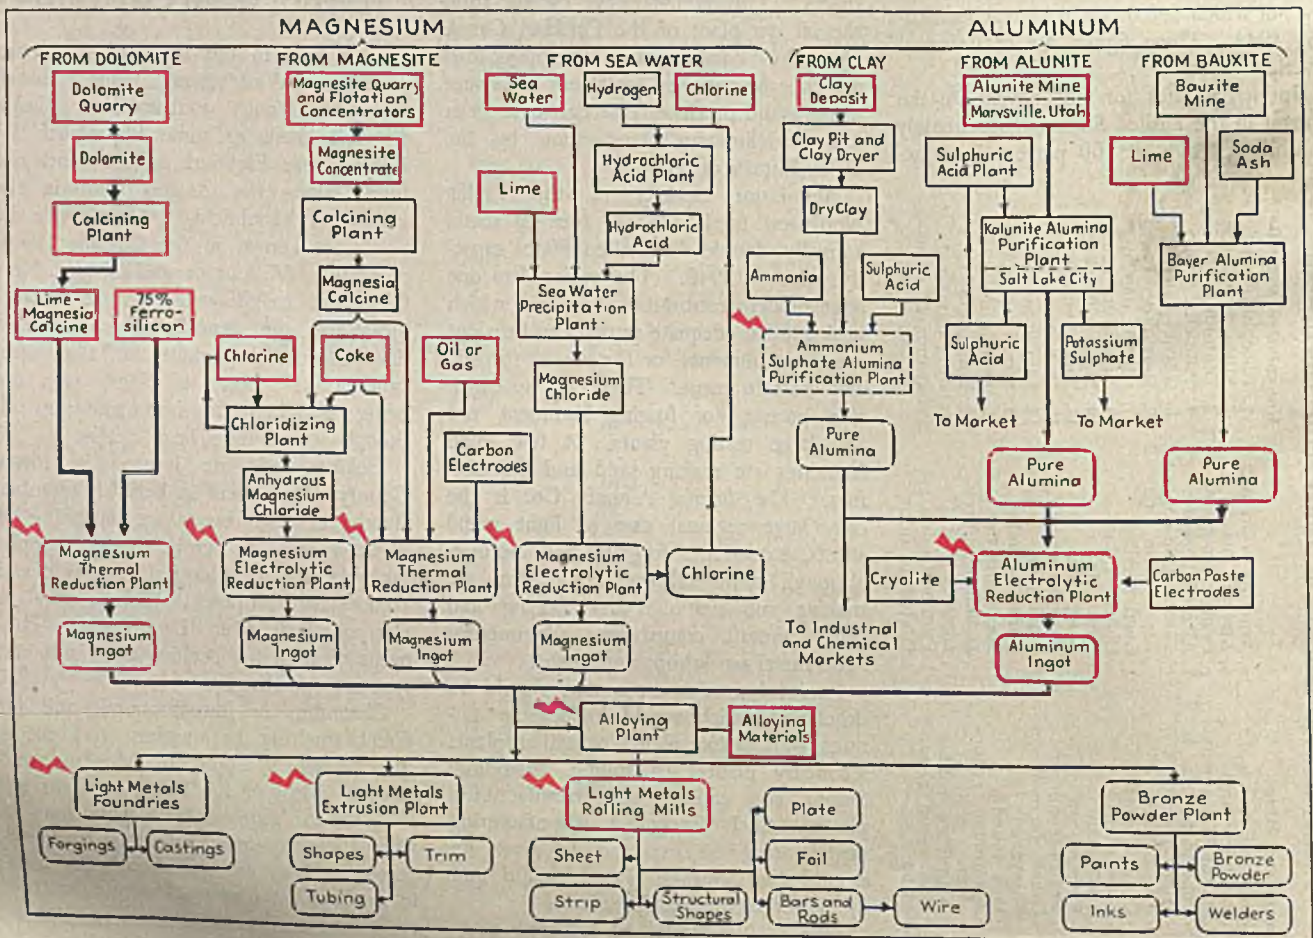 MAGNESIUM
ALUMINUM
FROM DOLOMITE
FROM MAGNESITE
FROM SEA WATER
FROM CLAY
FROM ALUNITE
FROM BAUXITE
Dolomite
Quarry
Dolomite
Calcining
Plant
Lime-
Magnesia
Calcine
75%
Ferro-
silicon
Magnesium
Thermal
Reduction Plant
Magnesium
Ingot
Magnesite Quarry
and Flotation
Concentrators
Magnesite
Concentrate
Calcining
Plant
Magnesia
Calcine
Chlorine
Coke
Oil or
Gas
Chloridizing
Plant
Anhydrous
Magnesium
Chloride
Carbon
Electrodes
Magnesium
Electrolytic
Reduction Plant
Magnesium
Ingot
Magnesium
Thermal
Reduction Plant
Magnesium
Ingot
Sea
Water
Hydrogen
Chlorine
Lime
Hydrochloric
Acid Plant
Hydrochloric
Acid
Sea Water
Precipitation
Plant
Magnesium
Chloride
Magnesium
Electrolytic
Reduction Plant
Chlorine
Magnesium
Ingot
Clay
Deposit
Clay Pit and
Clay Dryer
Dry Clay
Ammonia
Sulphuric
Acid
Ammonium
Sulphate Alumina
Purification Plant
Pure
Alumina
To Industrial
and Chemical
Markets
Alunite Mine
Marysville, Utah
Sulphuric
Acid Plant
Kalunite Alumina
Purification
Plant
Salt Lake City
Sulphuric
Acid
Potassium
Sulphate
To Market
To Market
Pure
Alumina
Bauxite
Mine
Lime
Soda
Ash
Bayer Alumina
Purification
Plant
Pure
Alumina
Cryolite
Aluminum
Electrolytic
Reduction Plant
Carbon Paste
Electrodes
Aluminum
Ingot
Alloying
Plant
Alloying
Materials
Light Metals
Foundries
Forgings
Castings
Light Metals
Extrusion Plant
Shapes
Trim
Tubing
Light Metals
Rolling Mills
Sheet
Strip
Structural
Shapes
Plate
Foil
Bars and
Rods
Wire
Bronze
Powder Plant
Paints
Bronze
Powder
Inks
Welders